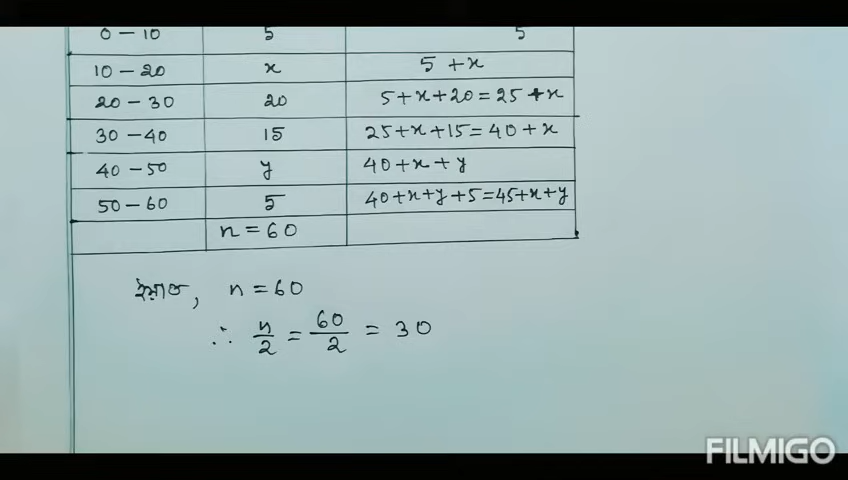 0 – 10 5 5
10 – 20 x 5 + x
20 – 30 20 5+x+20=25+x
30 – 40 15 25+x+15=40+x
40 – 50 y 40+x+y
50 – 60 5 40+x+y+5=45+x+y
n = 60
ইয়াত, n = 60
∴ n/2 = 60/2 = 30
FILMIGO